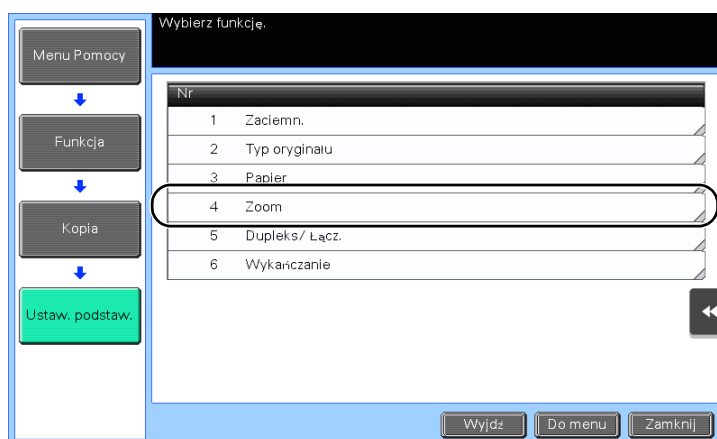 Wybierz funkcję.
Menu Pomocy
Funkcja
Kopia
Ustaw. podstaw.
Nr
1 Zaciemn.
2 Typ oryginału
3 Papier
4 Zoom
5 Dupleks/ Łącz.
6 Wykańczanie
Wyjdź Do menu Zamknij